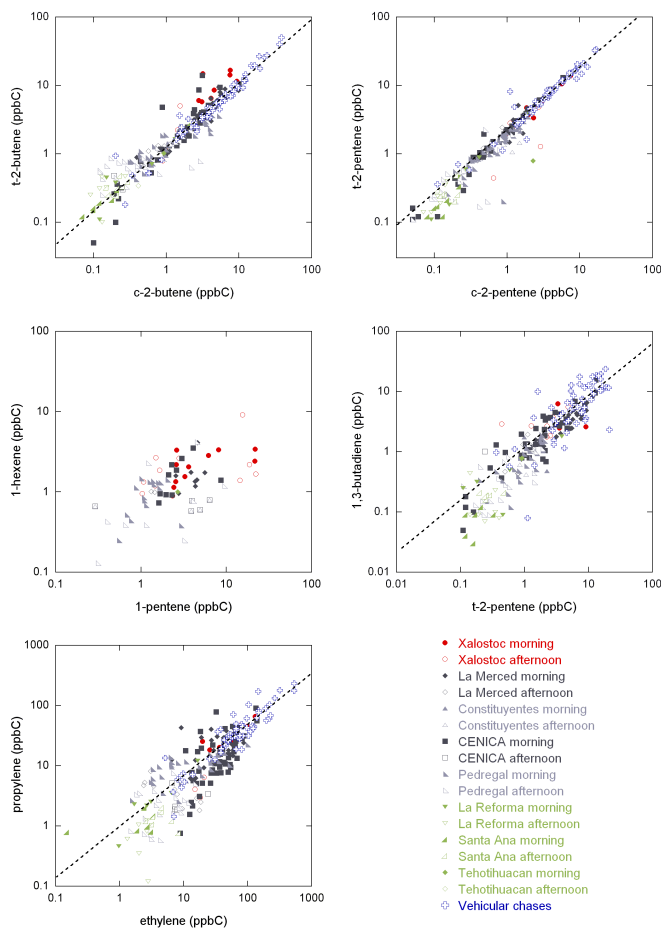 100
10
1
0.1
t-2-butene (ppbC)
0.1
1
10
100
c-2-butene (ppbC)
100
10
1
0.1
t-2-pentene (ppbC)
0.1
1
10
100
c-2-pentene (ppbC)
100
10
1
0.1
1-hexene (ppbC)
0.1
1
10
100
1-pentene (ppbC)
100
10
1
0.1
0.01
1,3-butadiene (ppbC)
0.01
0.1
1
10
100
t-2-pentene (ppbC)
1000
100
10
1
0.1
propylene (ppbC)
0.1
1
10
100
1000
ethylene (ppbC)
Xalostoc morning
Xalostoc afternoon
La Merced morning
La Merced afternoon
Constituyentes morning
Constituyentes afternoon
CENICA morning
CENICA afternoon
Pedregal morning
Pedregal afternoon
La Reforma morning
La Reforma afternoon
Santa Ana morning
Santa Ana afternoon
Tehotihuacan morning
Tehotihuacan afternoon
Vehicular chases